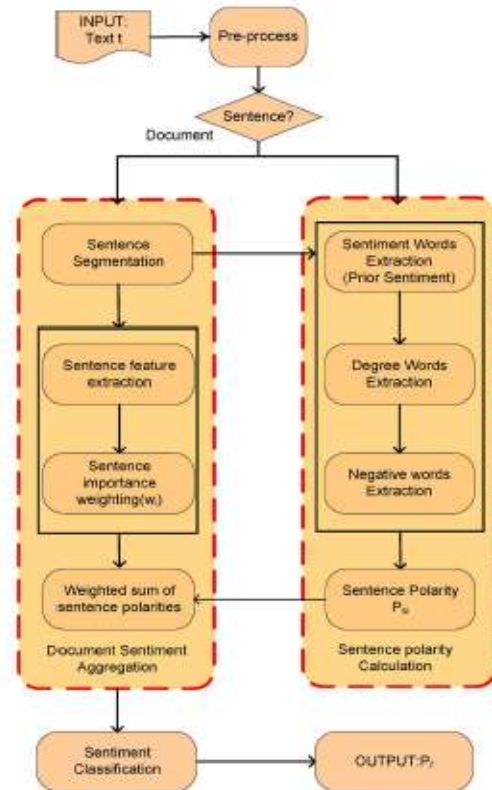 INPUT:
Text t
Pre-process
Sentence?
Document
Sentence
Segmentation
Sentence feature
extraction
Sentence
importance
weighting(wᵢ)
Weighted sum of
sentence polarities
Document Sentiment
Aggregation
Sentiment Words
Extraction
(Prior Sentiment)
Degree Words
Extraction
Negative words
Extraction
Sentence Polarity
Sentence polarity
Calculation
Sentiment
Classification
OUTPUT:P